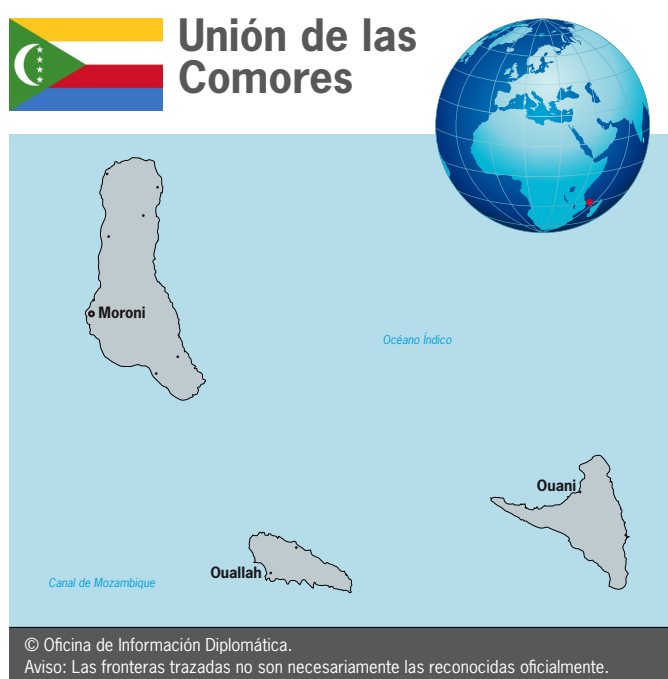 Unión de las
Comores
Moroni
Océano Índico
Ouani
Ouallah
Canal de Mozambique
© Oficina de Información Diplomática.
Aviso: Las fronteras trazadas no son necesariamente las reconocidas oficialmente.